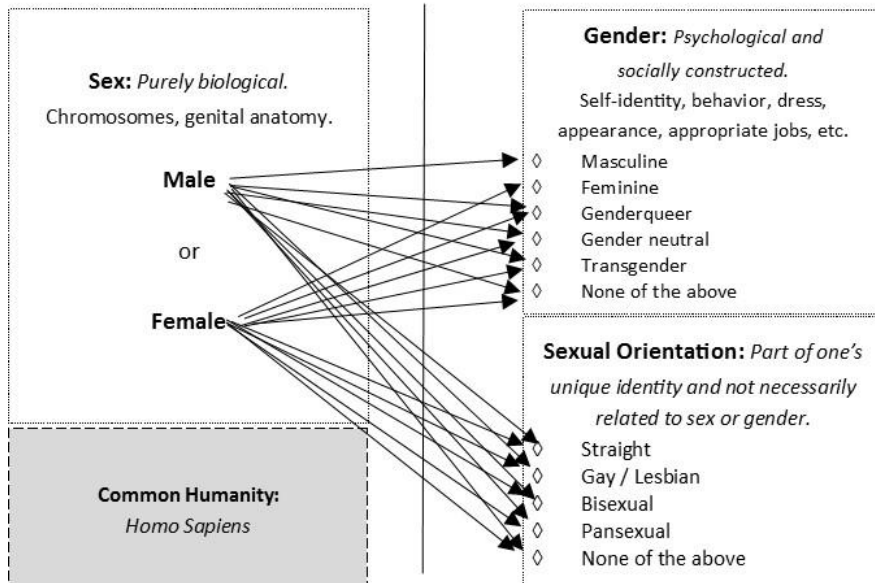 Sex: Purely biological.
Chromosomes, genital anatomy.
Male
or
Female
Common Humanity:
Homo Sapiens
Gender: Psychological and
socially constructed.
Self-identity, behavior, dress,
appearance, appropriate jobs, etc.
◊ Masculine
◊ Feminine
◊ Genderqueer
◊ Gender neutral
◊ Transgender
◊ None of the above
Sexual Orientation: Part of one’s
unique identity and not necessarily
related to sex or gender.
◊ Straight
◊ Gay / Lesbian
◊ Bisexual
◊ Pansexual
◊ None of the above